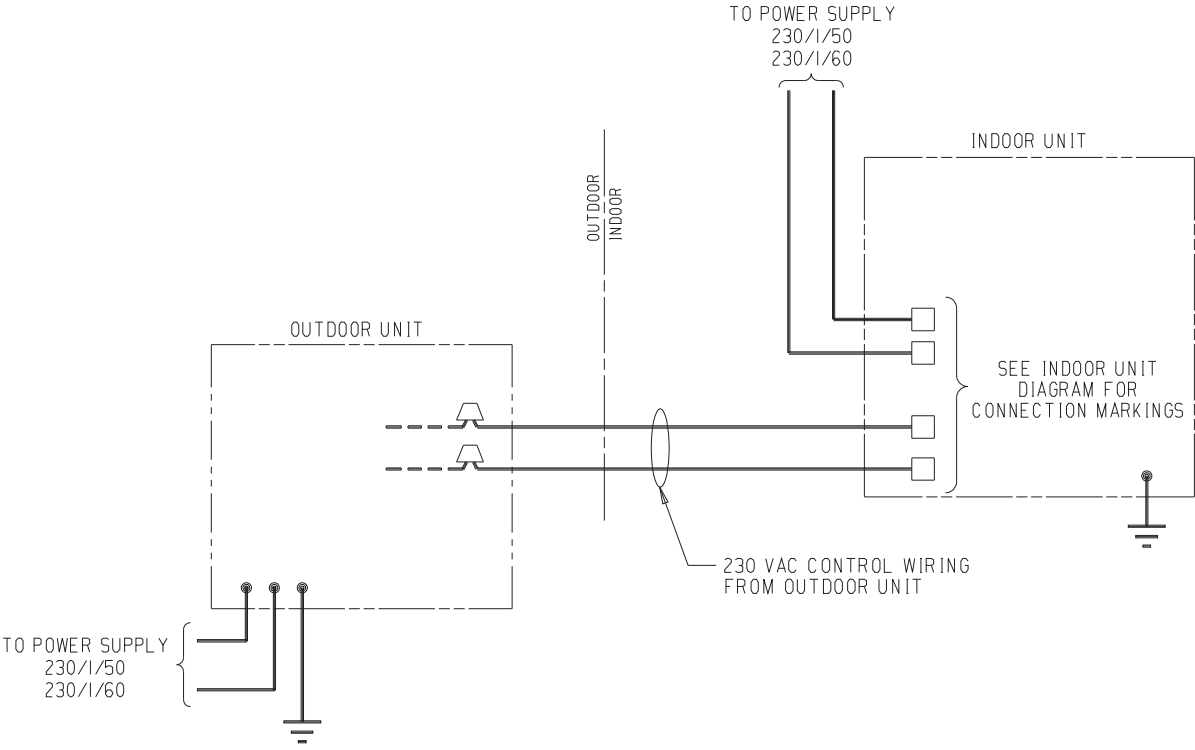 TO POWER SUPPLY
230/1/50
230/1/60
INDOOR UNIT
OUTDOOR
INDOOR
OUTDOOR UNIT
SEE INDOOR UNIT
DIAGRAM FOR
CONNECTION MARKINGS
230 VAC CONTROL WIRING
FROM OUTDOOR UNIT
TO POWER SUPPLY
230/1/50
230/1/60